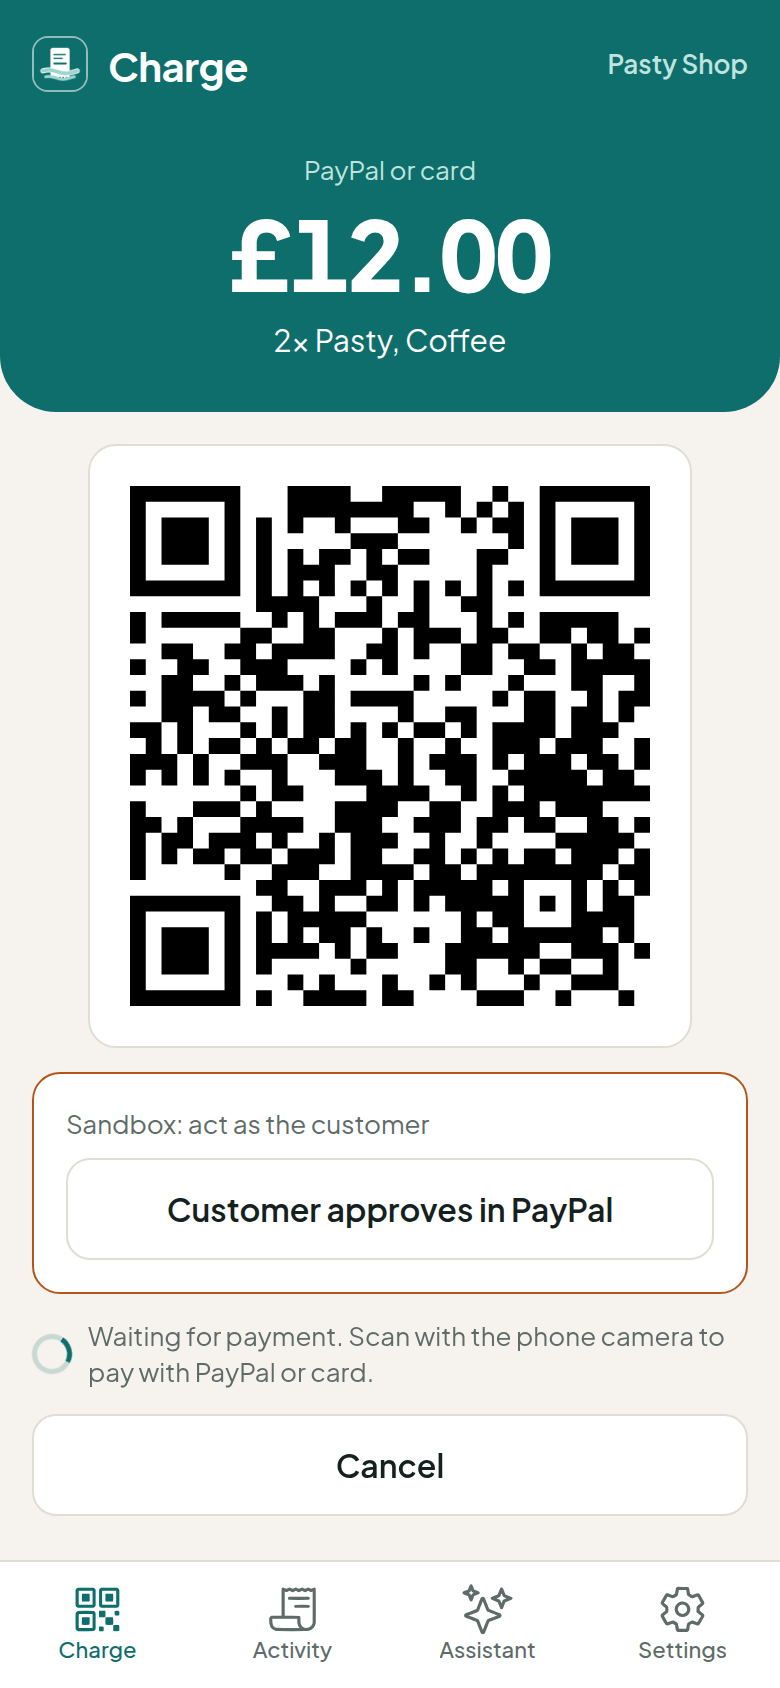 Charge
Pasty Shop
PayPal or card
£12.00
2× Pasty, Coffee
Sandbox: act as the customer
Customer approves in PayPal
Waiting for payment. Scan with the phone camera to
pay with PayPal or card.
Cancel
Charge
Activity
Assistant
Settings